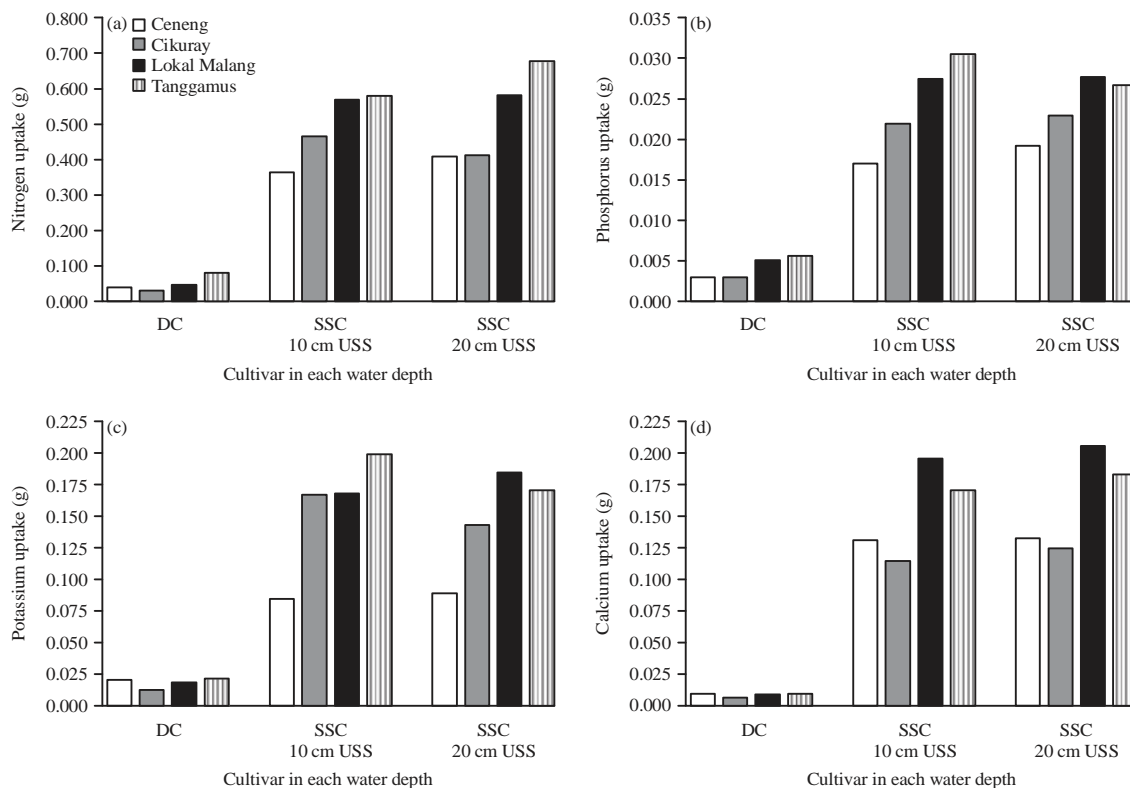 (a)
Ceneng
Cikuray
Lokal Malang
Tanggamus
Nitrogen uptake (g)
0.800
0.700
0.600
0.500
0.400
0.300
0.200
0.100
0.000
DC
SSC
10 cm USS
SSC
20 cm USS
Cultivar in each water depth
(b)
Phosphorus uptake (g)
0.035
0.030
0.025
0.020
0.015
0.010
0.005
0.000
DC
SSC
10 cm USS
SSC
20 cm USS
Cultivar in each water depth
(c)
Potassium uptake (g)
0.225
0.200
0.175
0.150
0.125
0.100
0.075
0.050
0.025
0.000
DC
SSC
10 cm USS
SSC
20 cm USS
Cultivar in each water depth
(d)
Calcium uptake (g)
0.225
0.200
0.175
0.150
0.125
0.100
0.075
0.050
0.025
0.000
DC
SSC
10 cm USS
SSC
20 cm USS
Cultivar in each water depth